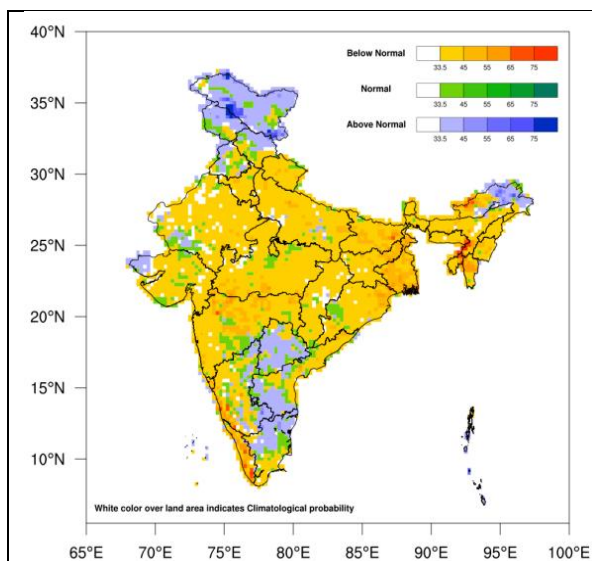 40°N
35°N
30°N
25°N
20°N
15°N
10°N
Below Normal
33.5 45 55 65 75
Normal
33.5 45 55 65 75
Above Normal
33.5 45 55 65 75
White color over land area indicates Climatological probability
65°E 70°E 75°E 80°E 85°E 90°E 95°E 100°E